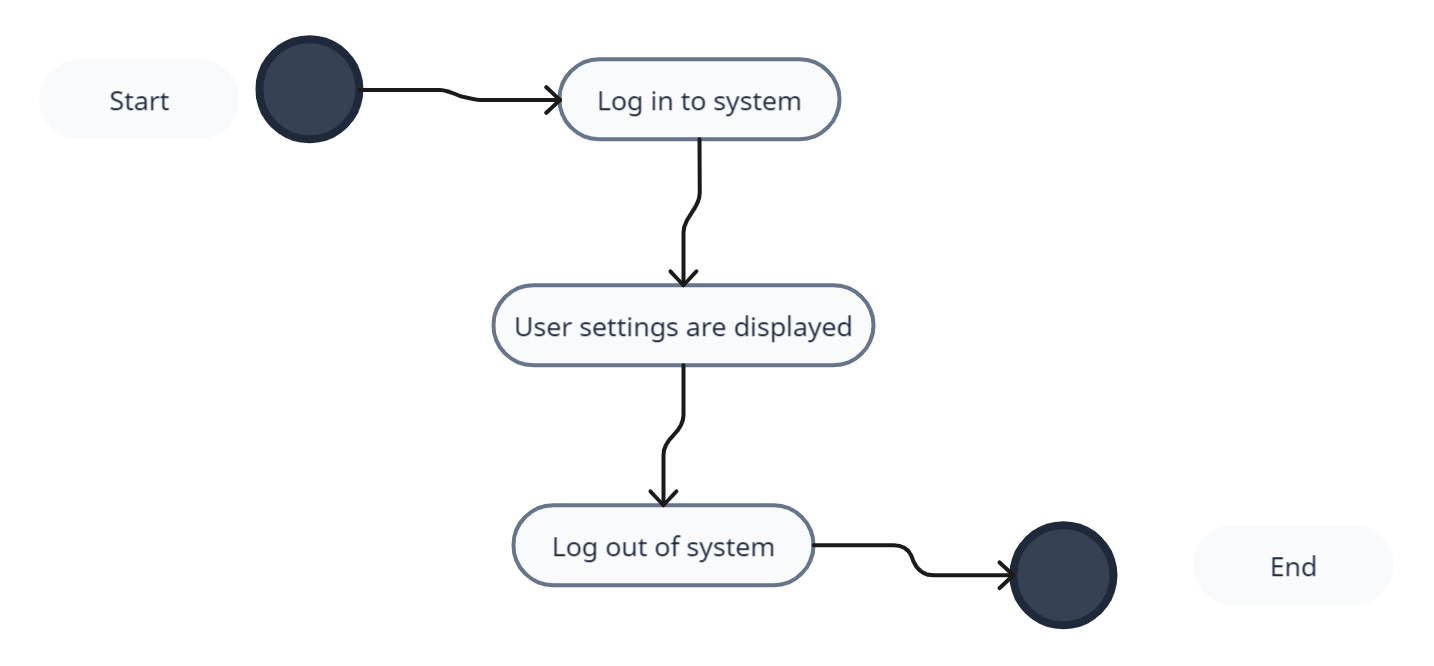 Start
Log in to system
User settings are displayed
Log out of system
End